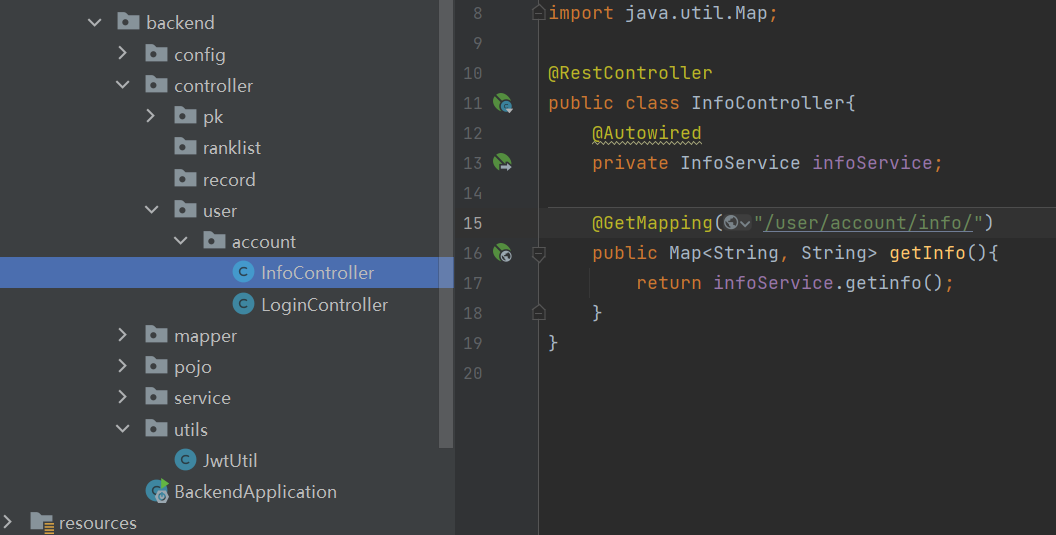 backend
config
controller
pk
ranklist
record
user
account
InfoController
LoginController
mapper
pojo
service
utils
JwtUtil
BackendApplication
resources
8 import java.util.Map;
9
10 @RestController
11 public class InfoController{
12 @Autowired
13 private InfoService infoService;
14
15 @GetMapping("/user/account/info/")
16 public Map<String, String> getInfo(){
17 return infoService.getinfo();
18 }
19 }
20